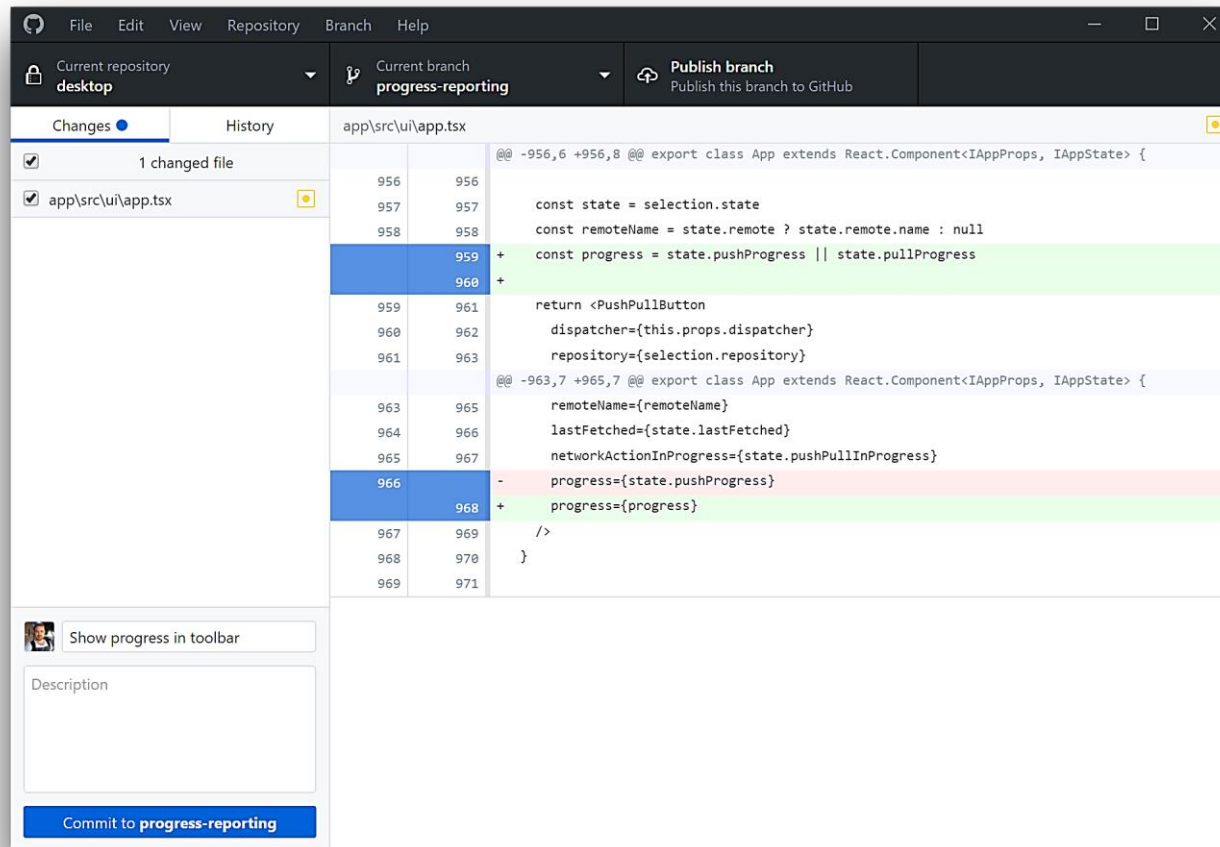 File Edit View Repository Branch Help
Current repository
desktop
Current branch
progress-reporting
Publish branch
Publish this branch to GitHub
Changes History
1 changed file
app\src\ui\app.tsx
Show progress in toolbar
Description
Commit to progress-reporting
app\src\ui\app.tsx
@@ -956,6 +956,8 @@ export class App extends React.Component<IAppProps, IAppState> {
956 956
957 957 const state = selection.state
958 958 const remoteName = state.remote ? state.remote.name : null
959 + const progress = state.pushProgress || state.pullProgress
960 +
959 961 return <PushPullButton
960 962 dispatcher={this.props.dispatcher}
961 963 repository={selection.repository}
@@ -963,7 +965,7 @@ export class App extends React.Component<IAppProps, IAppState> {
963 965 remoteName={remoteName}
964 966 lastFetched={state.lastFetched}
965 967 networkActionInProgress={state.pushPullInProgress}
966 - progress={state.pushProgress}
968 + progress={progress}
967 969 />
968 970 }
969 971